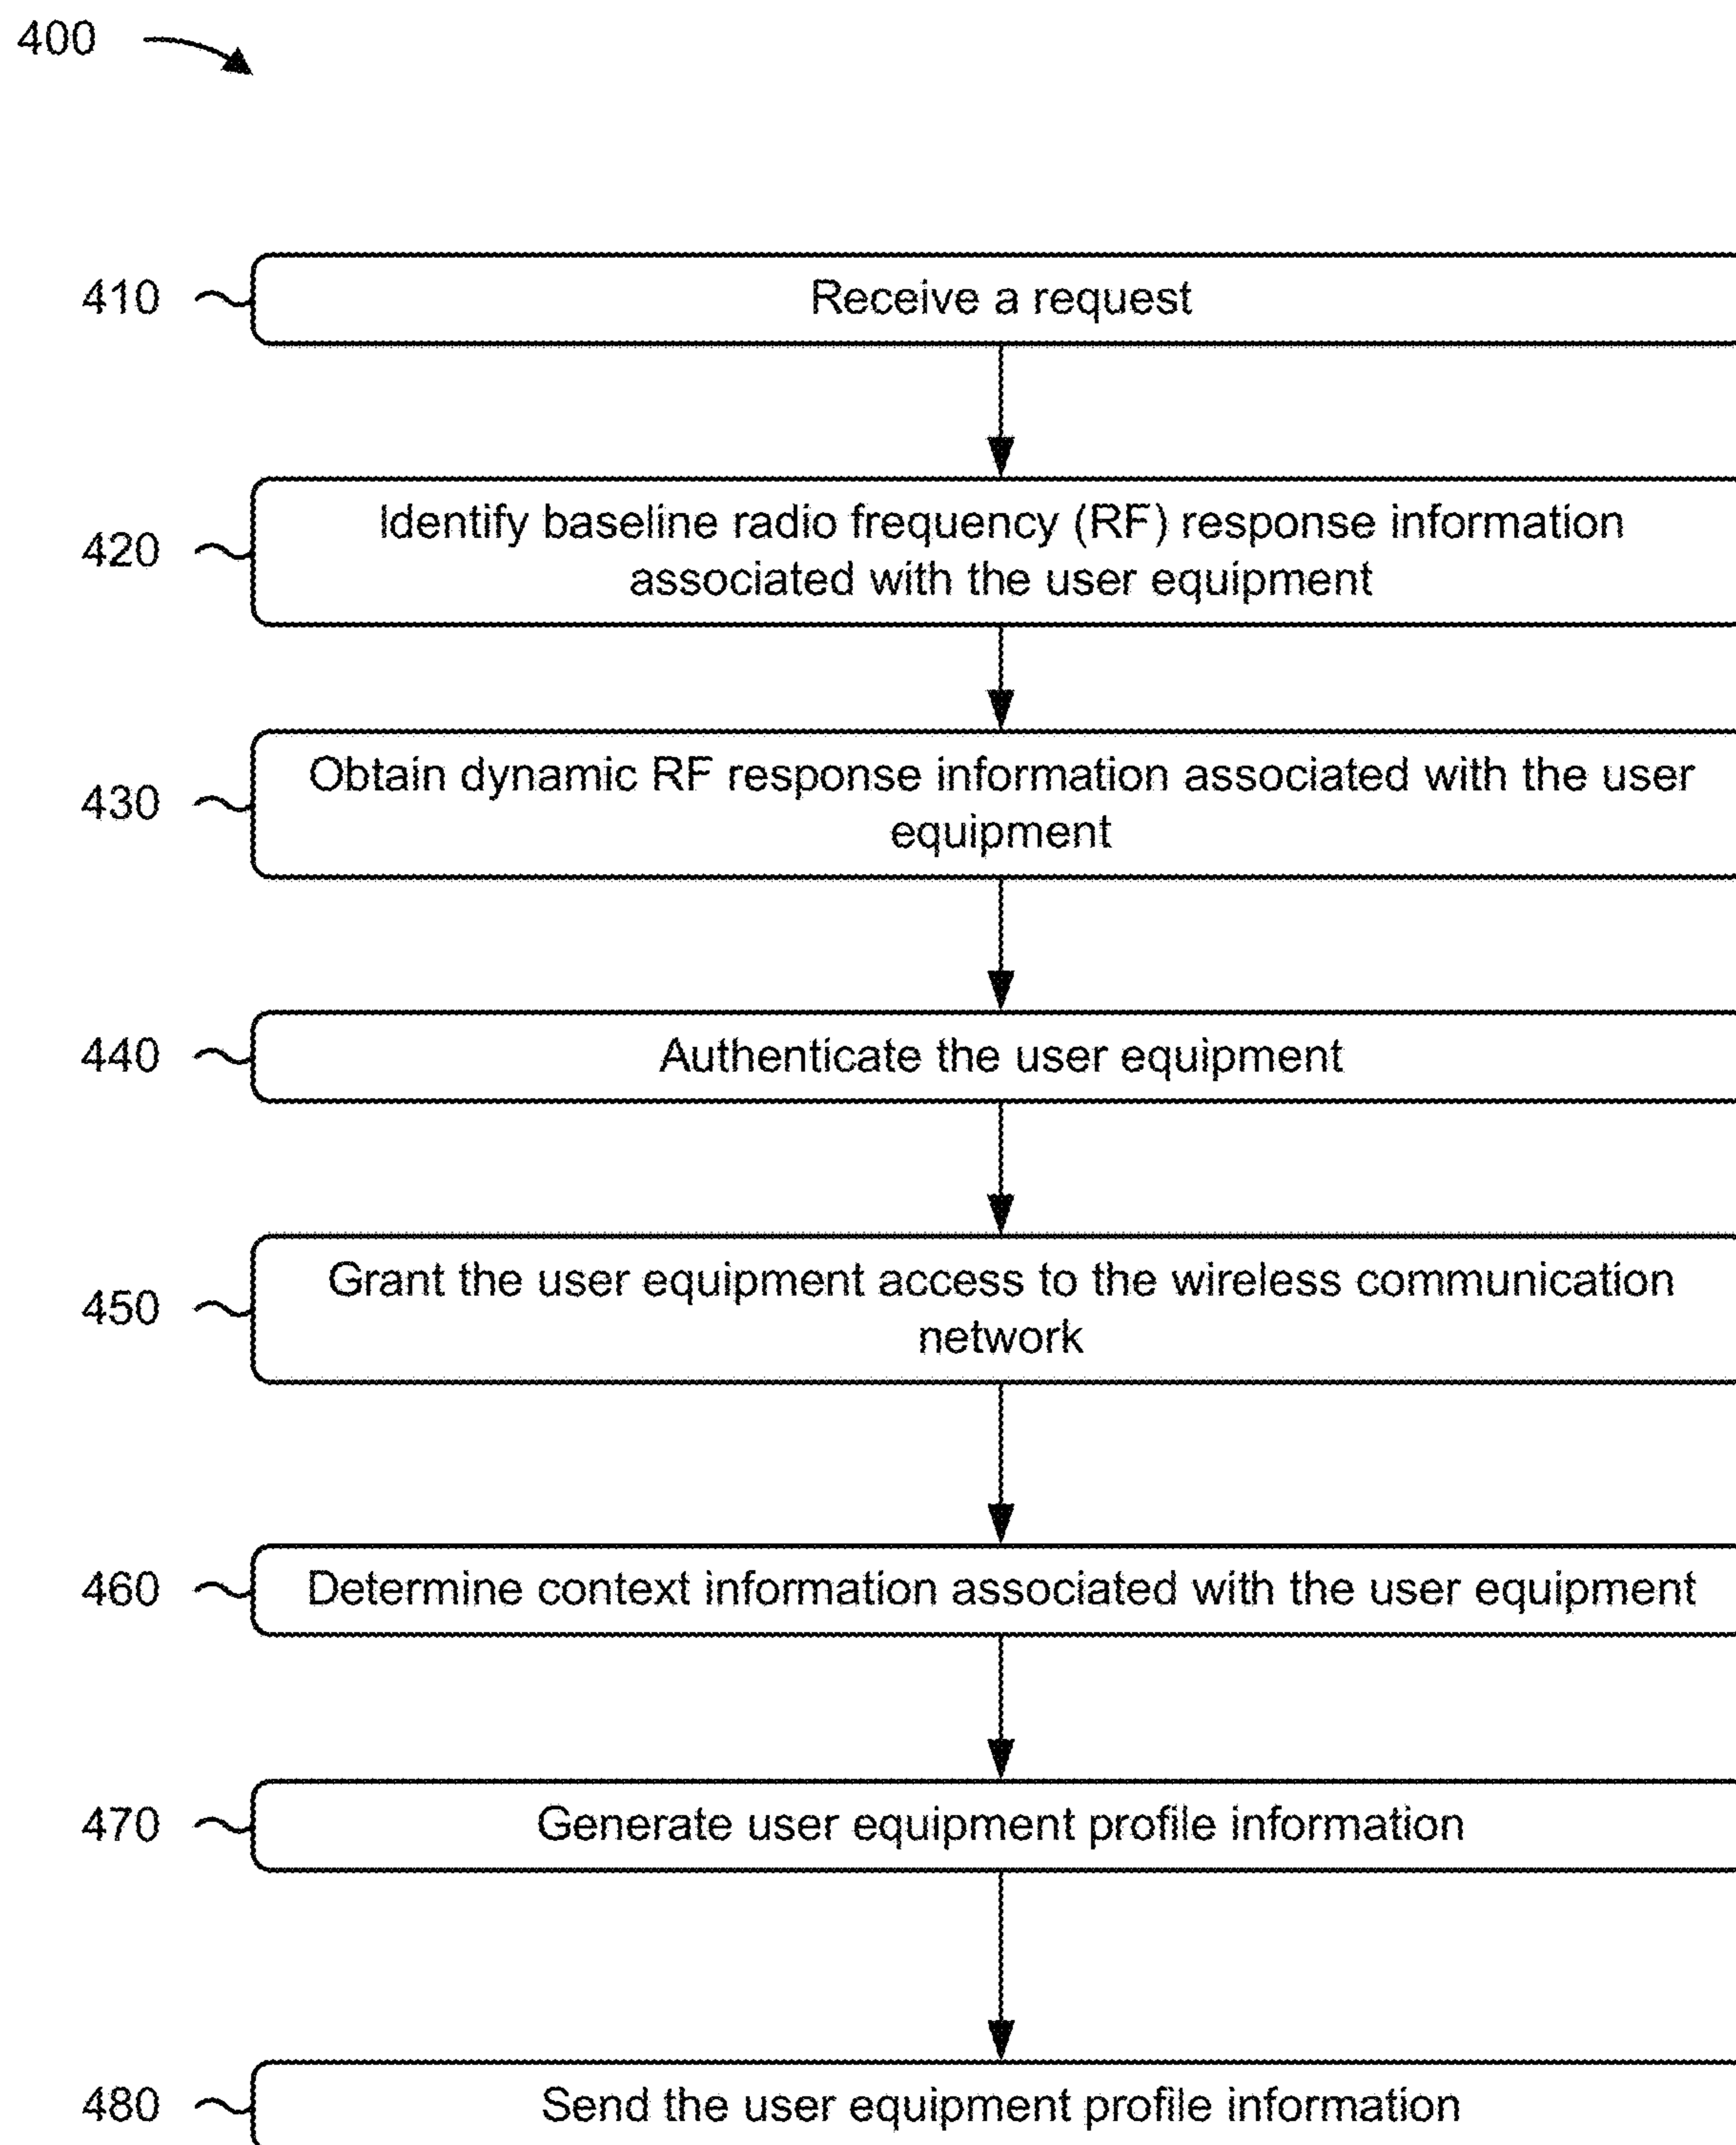 400
410
Receive a request
420
Identify baseline radio frequency (RF) response information
associated with the user equipment
430
Obtain dynamic RF response information associated with the user
equipment
440
Authenticate the user equipment
450
Grant the user equipment access to the wireless communication
network
460
Determine context information associated with the user equipment
470
Generate user equipment profile information
480
Send the user equipment profile information